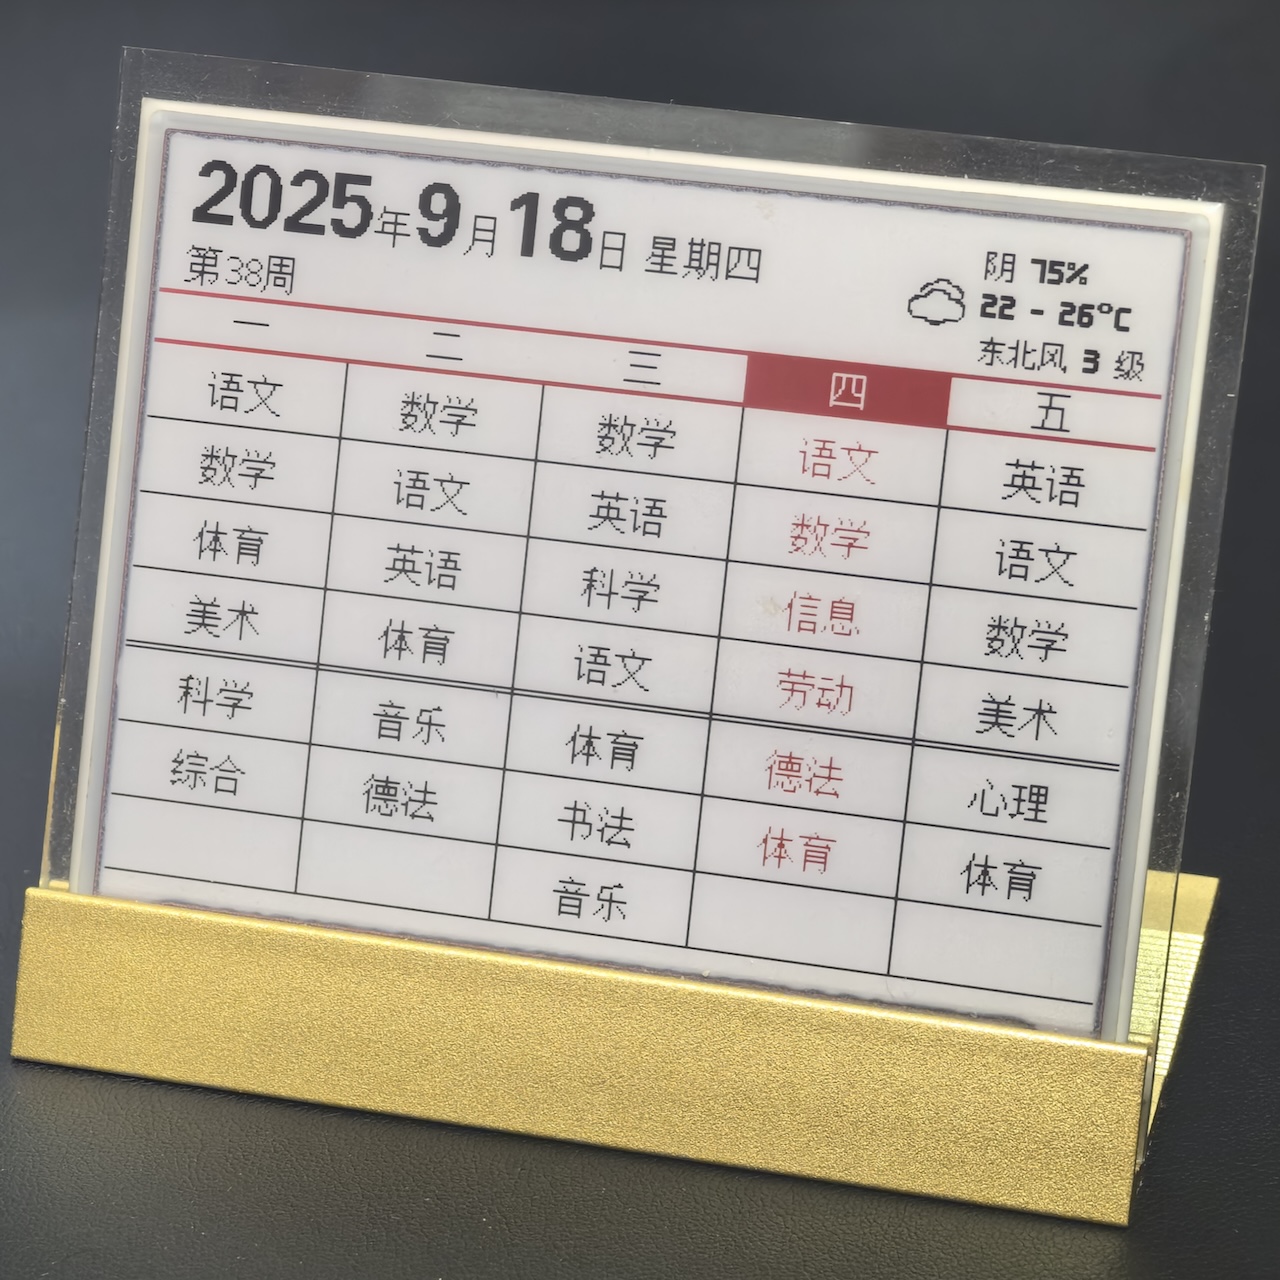 2025年9月18日 星期四
第38周
阴 75%
22 - 26°C
东北风 3 级
一 二 三 四 五
语文 数学 数学 语文 英语
数学 语文 英语 数学 语文
体育 英语 科学 信息 数学
美术 体育 语文 劳动 美术
科学 音乐 体育 德法 心理
综合 德法 书法 体育 体育
音乐